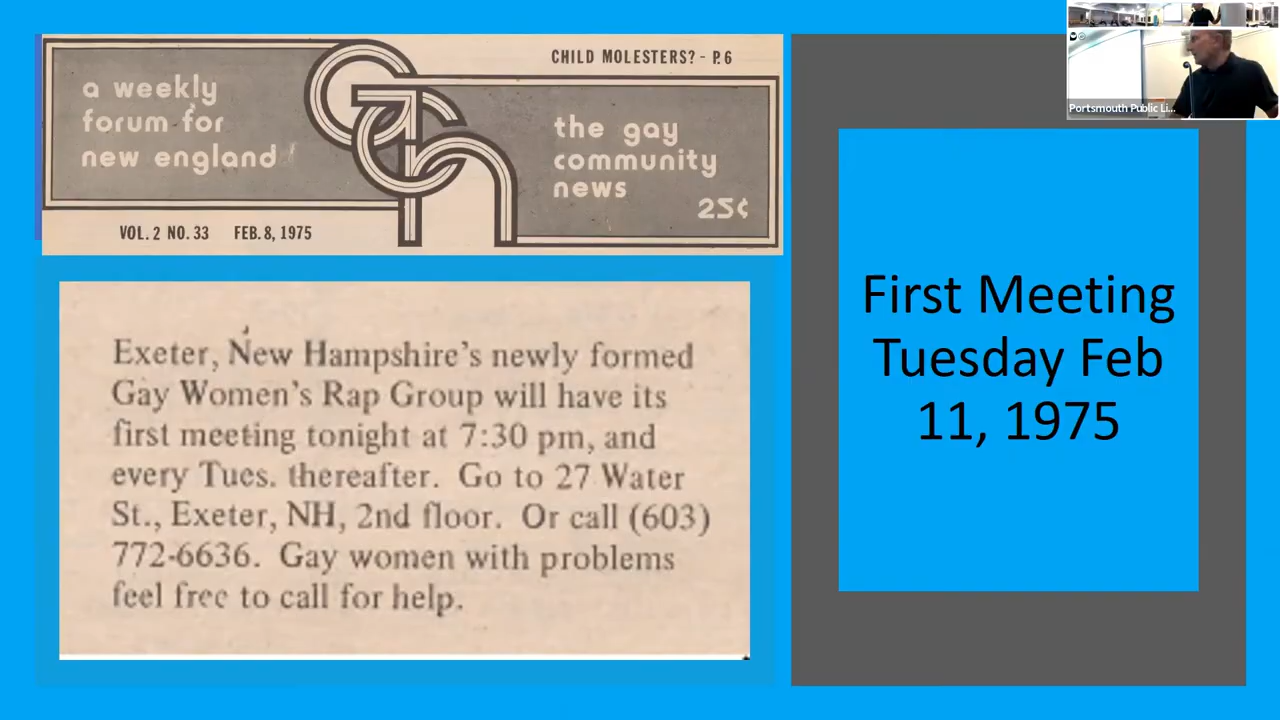 CHILD MOLESTERS? - P.6
a weekly
forum for
new england
gcn
the gay
community
news
25¢
VOL. 2 NO. 33 FEB. 8, 1975
Exeter, New Hampshire's newly formed
Gay Women's Rap Group will have its
first meeting tonight at 7:30 pm, and
every Tues. thereafter. Go to 27 Water
St., Exeter, NH, 2nd floor. Or call (603)
772-6636. Gay women with problems
feel free to call for help.
First Meeting
Tuesday Feb
11, 1975
Portsmouth Public Li...